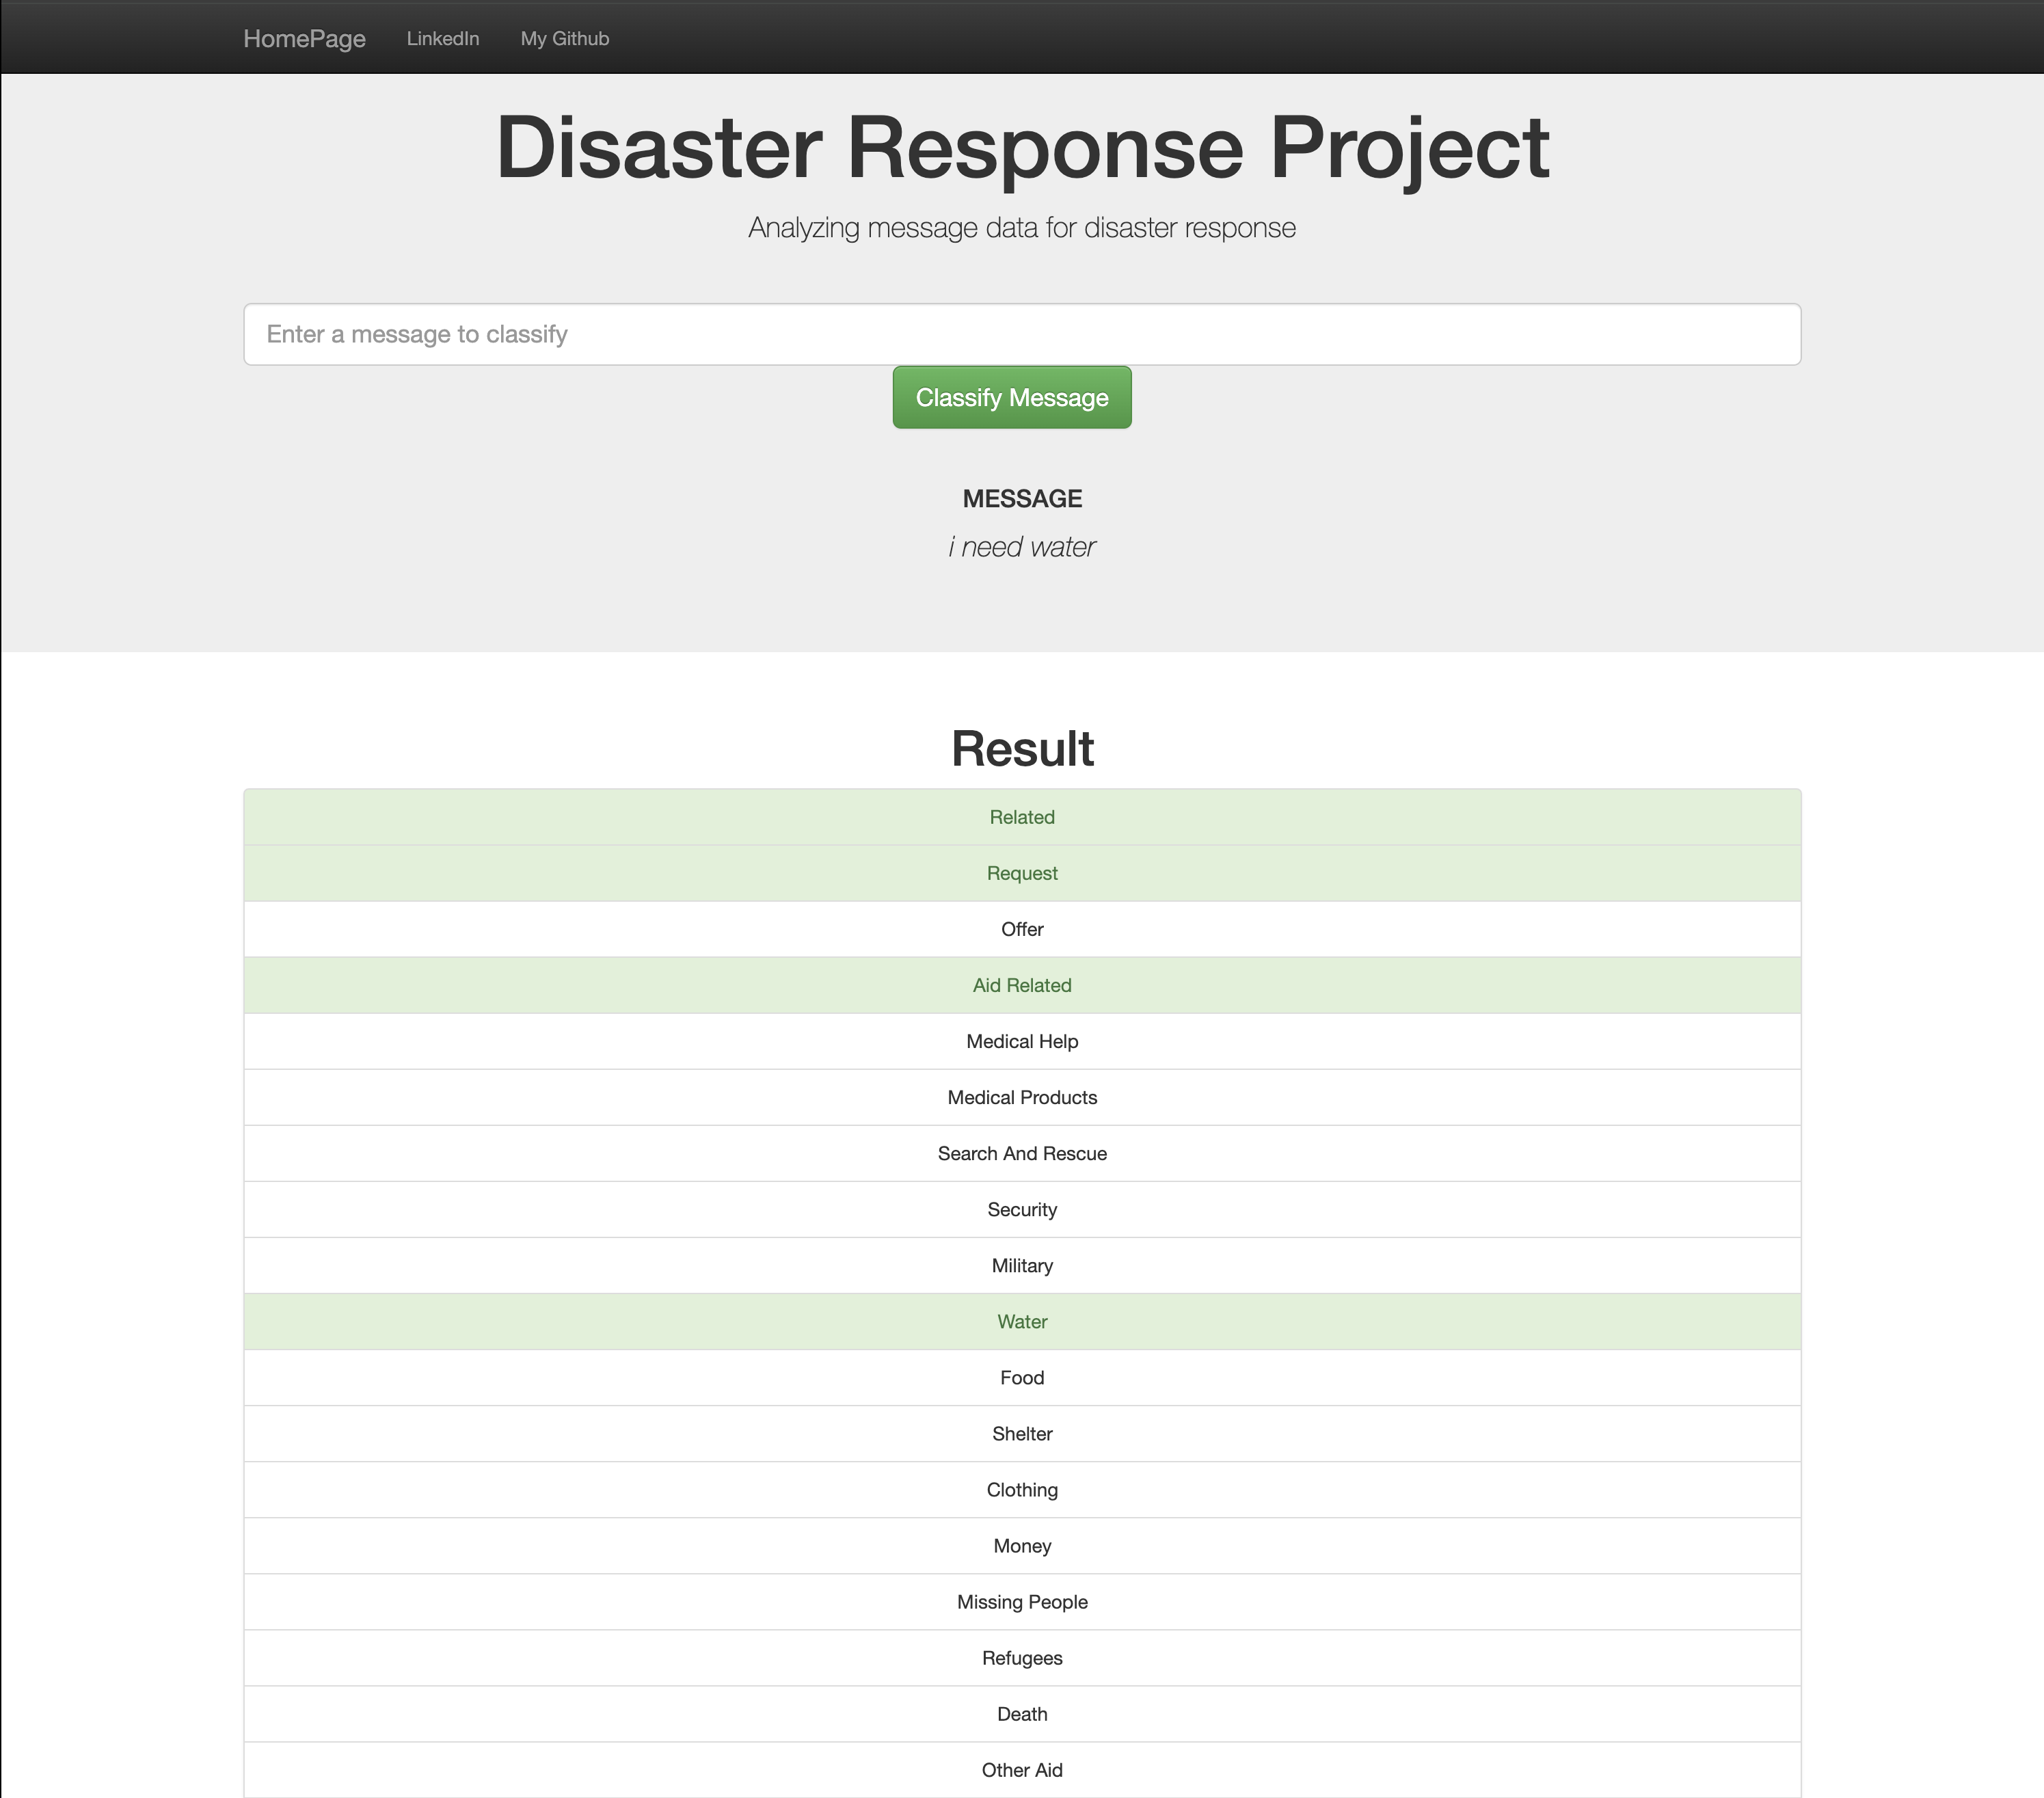 HomePage LinkedIn My Github
Disaster Response Project
Analyzing message data for disaster response
Enter a message to classify
Classify Message
MESSAGE
i need water
Result
Related
Request
Offer
Aid Related
Medical Help
Medical Products
Search And Rescue
Security
Military
Water
Food
Shelter
Clothing
Money
Missing People
Refugees
Death
Other Aid